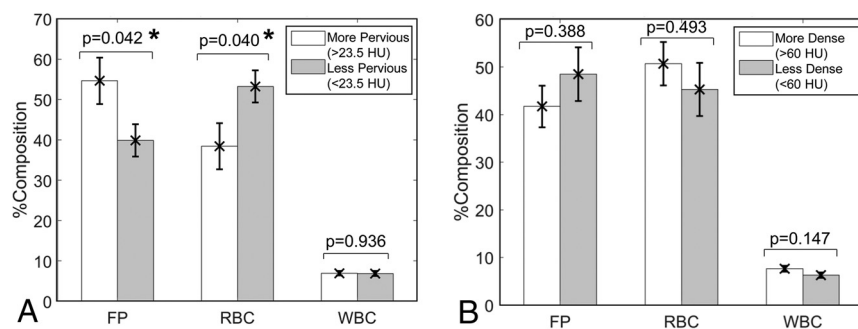 70
60
50
40
30
20
10
0
%Composition
p=0.042 *
p=0.040 *
p=0.936
More Pervious
(>23.5 HU)
Less Pervious
(<23.5 HU)
FP RBC WBC
A
60
50
40
30
20
10
0
%Composition
p=0.388
p=0.493
p=0.147
More Dense
(>60 HU)
Less Dense
(<60 HU)
FP RBC WBC
B